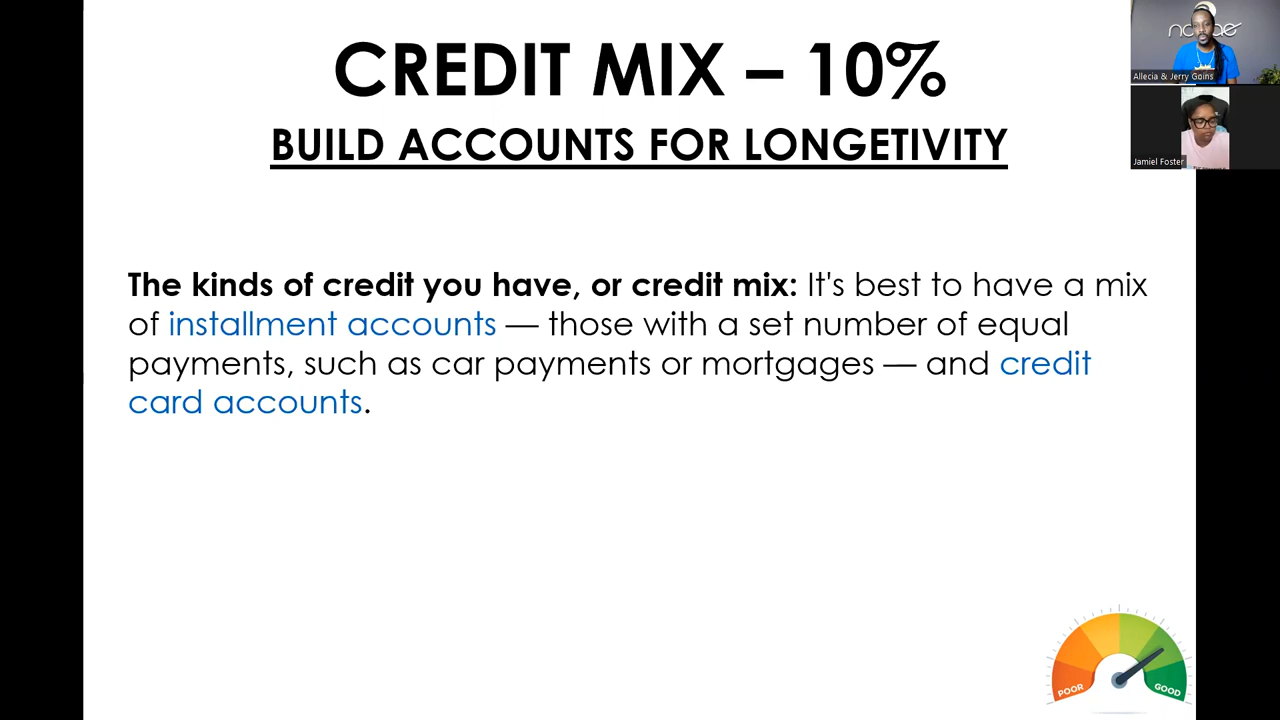 CREDIT MIX – 10%
BUILD ACCOUNTS FOR LONGETIVITY
The kinds of credit you have, or credit mix: It's best to have a mix
of installment accounts — those with a set number of equal
payments, such as car payments or mortgages — and credit
card accounts.
Allecia & Jerry Goins
Jamiel Foster
POOR
GOOD